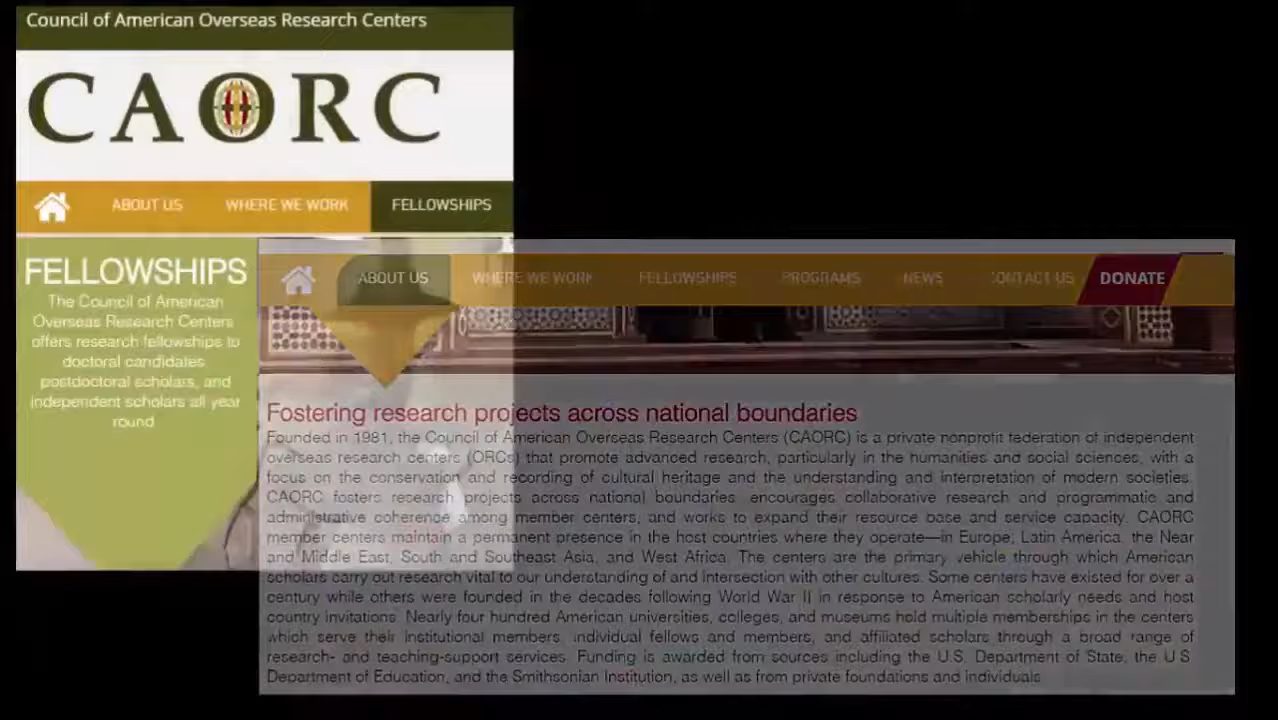 Council of American Overseas Research Centers
CAORC
ABOUT US WHERE WE WORK FELLOWSHIPS
FELLOWSHIPS
The Council of American
Overseas Research Centers
offers research fellowships to
doctoral candidates
postdoctoral scholars, and
independent scholars all year
round
ABOUT US WHERE WE WORK FELLOWSHIPS PROGRAMS NEWS CONTACT US DONATE
Fostering research projects across national boundaries
Founded in 1981, the Council of American Overseas Research Centers (CAORC) is a private nonprofit federation of independent
overseas research centers (ORCs) that promote advanced research, particularly in the humanities and social sciences, with a
focus on the conservation and recording of cultural heritage and the understanding and interpretation of modern societies.
CAORC fosters research projects across national boundaries, encourages collaborative research and programmatic and
administrative coherence among member centers, and works to expand their resource base and service capacity. CAORC
member centers maintain a permanent presence in the host countries where they operate—in Europe, Latin America, the Near
and Middle East, South and Southeast Asia, and West Africa. The centers are the primary vehicle through which American
scholars carry out research vital to our understanding of and intersection with other cultures. Some centers have existed for over a
century while others were founded in the decades following World War II in response to American scholarly needs and host
country invitations. Nearly four hundred American universities, colleges, and museums hold multiple memberships in the centers
which serve their institutional members, individual fellows and members, and affiliated scholars through a broad range of
research- and teaching-support services. Funding is awarded from sources including the U.S. Department of State, the U.S.
Department of Education, and the Smithsonian Institution, as well as from private foundations and individuals.